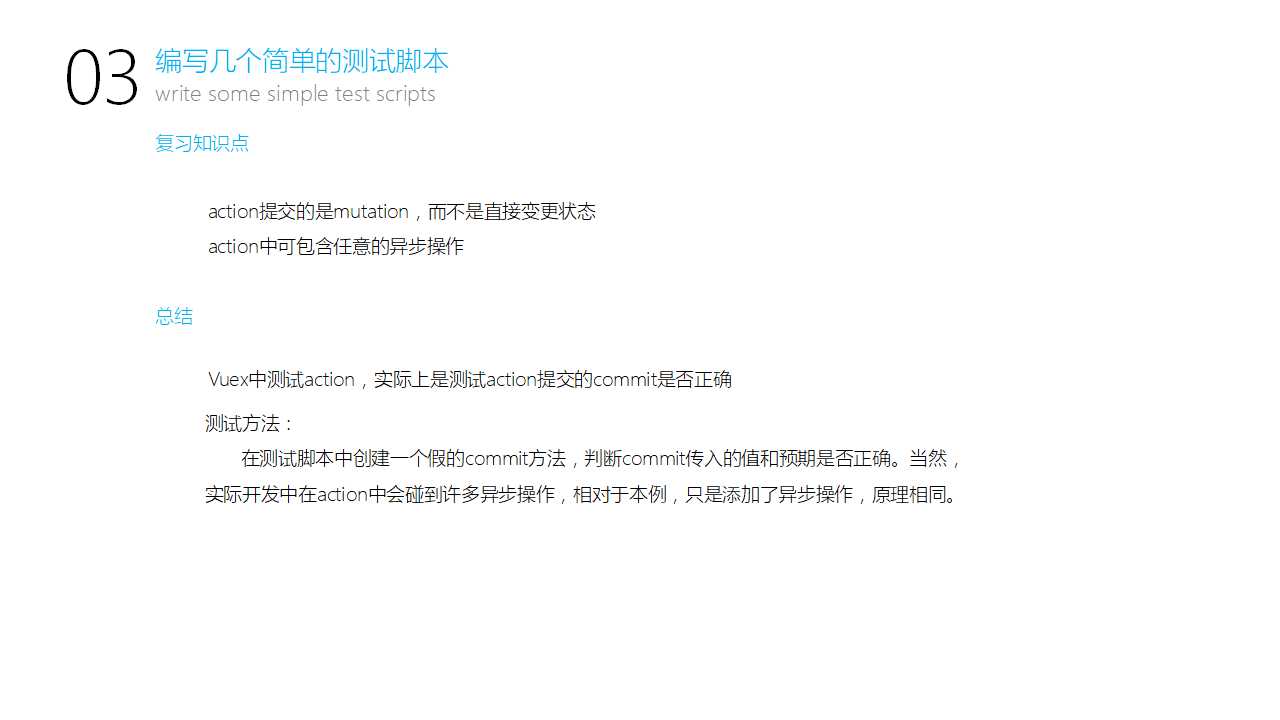 03
编写几个简单的测试脚本
write some simple test scripts
复习知识点
action提交的是mutation，而不是直接变更状态
action中可包含任意的异步操作
总结
Vuex中测试action，实际上是测试action提交的commit是否正确
测试方法：
在测试脚本中创建一个假的commit方法，判断commit传入的值和预期是否正确。当然，
实际开发中在action中会碰到许多异步操作，相对于本例，只是添加了异步操作，原理相同。